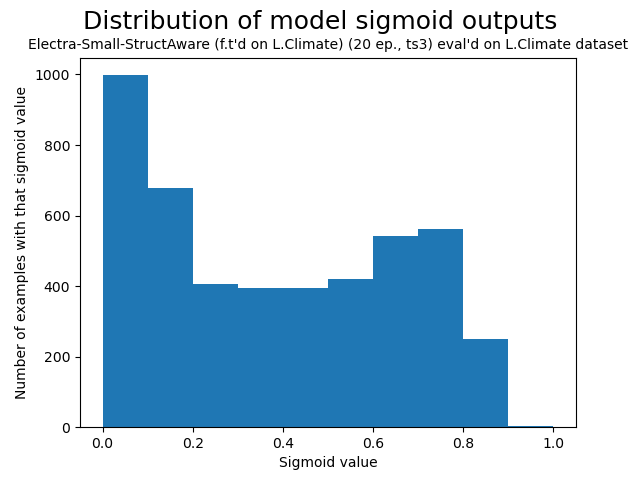 Distribution of model sigmoid outputs
Electra-Small-StructAware (f.t'd on L.Climate) (20 ep., ts3) eval'd on L.Climate dataset
Number of examples with that sigmoid value
1000
800
600
400
200
0
0.0 0.2 0.4 0.6 0.8 1.0
Sigmoid value